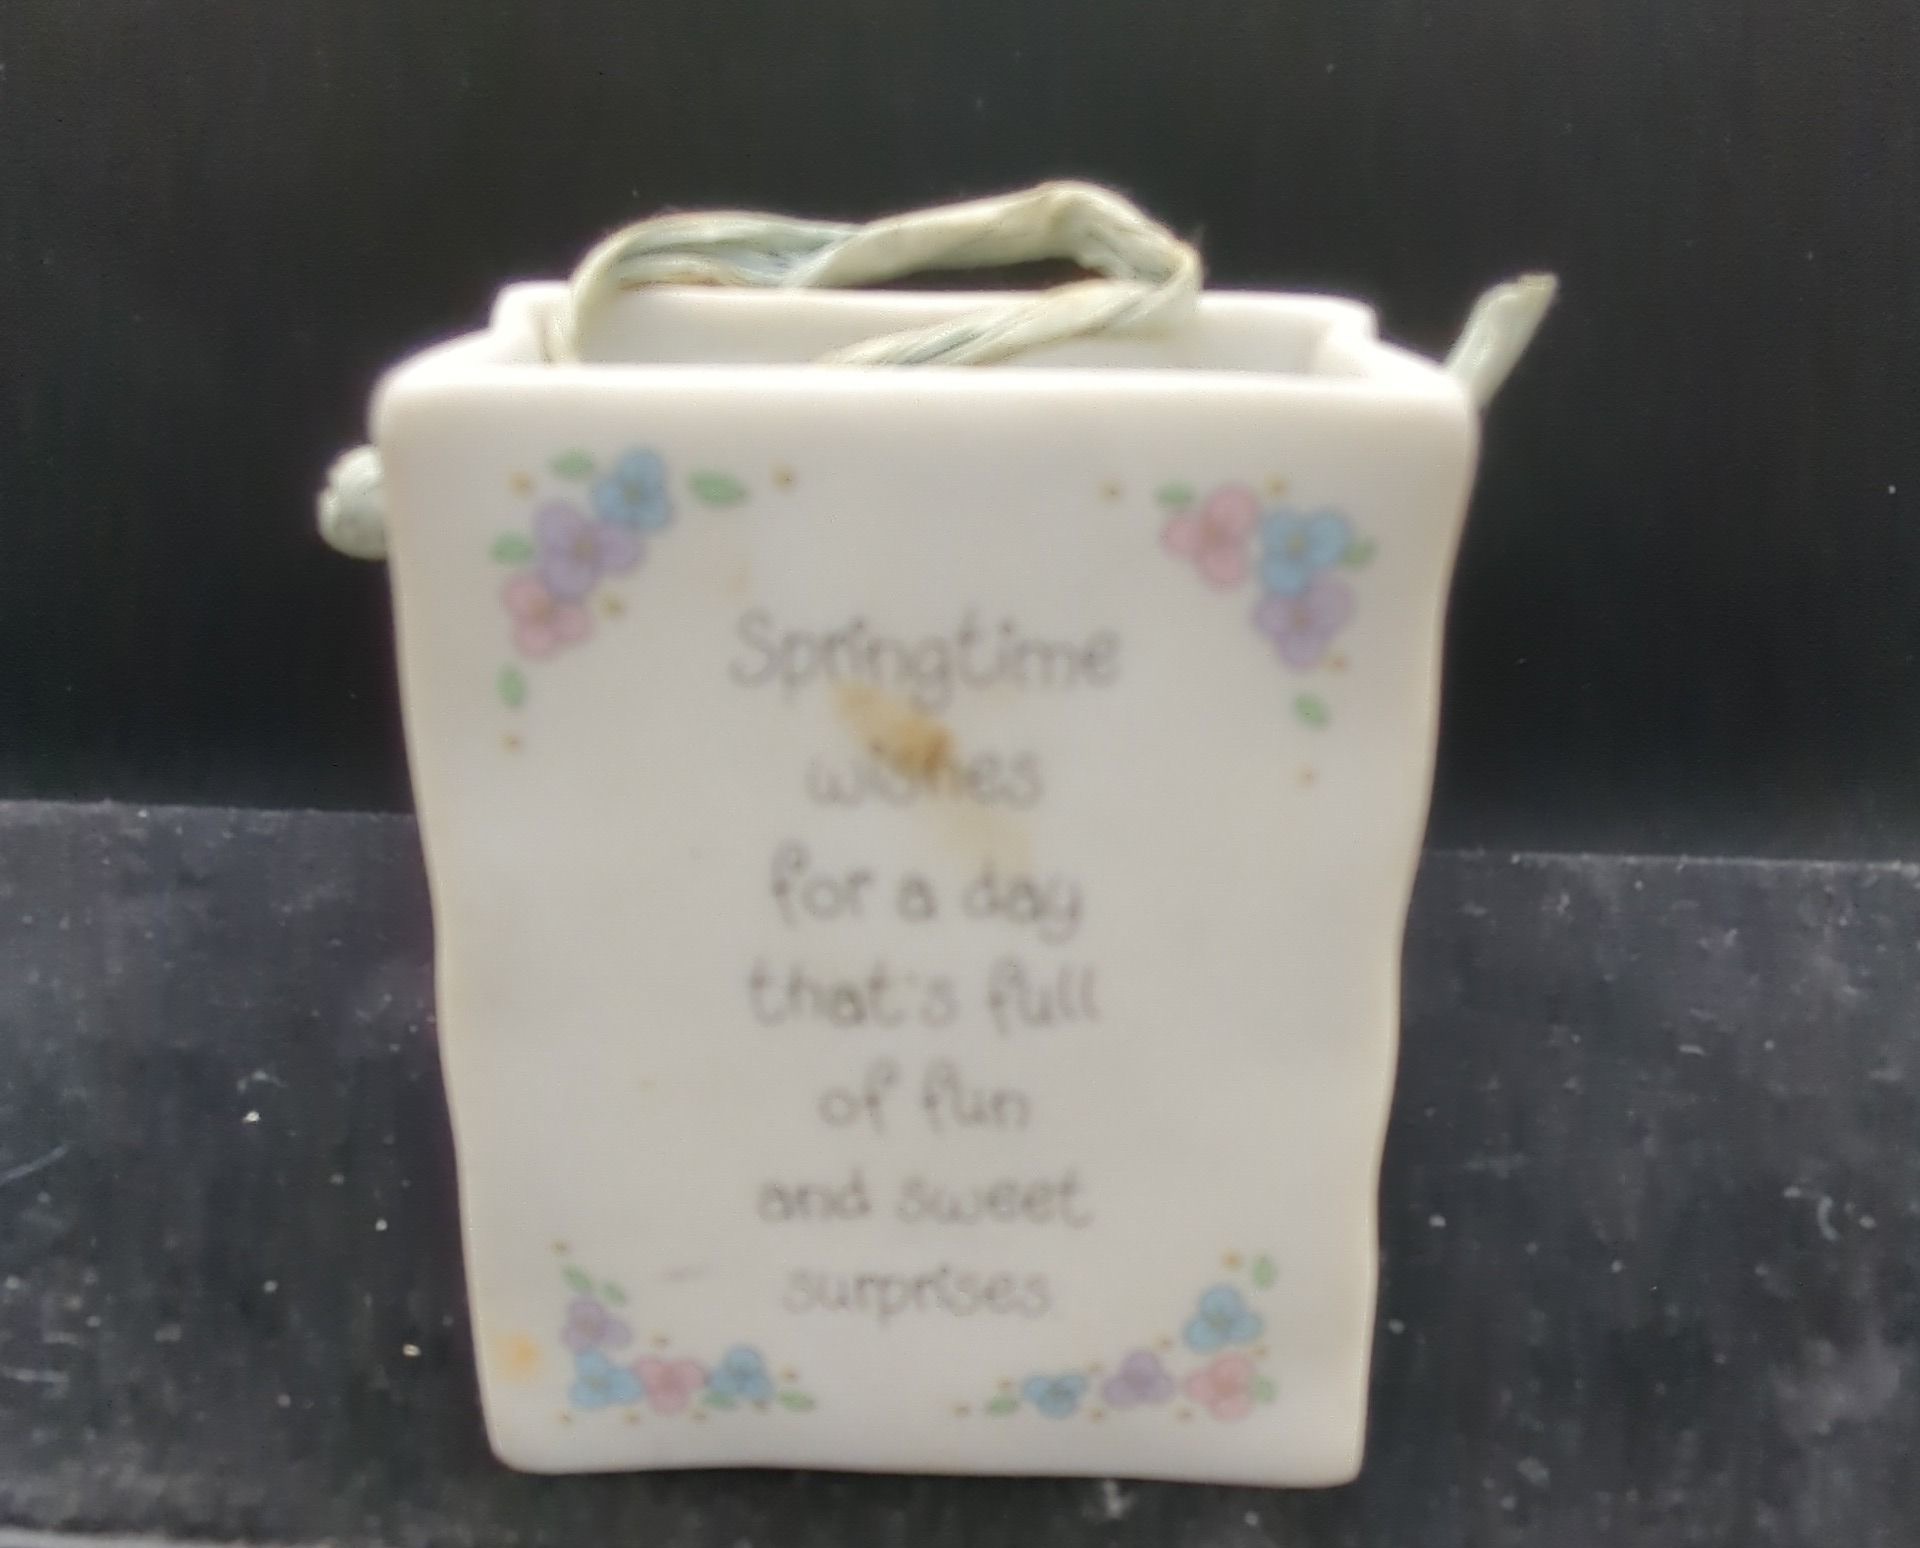 Springtime
wishes
for a day
that's full
of fun
and sweet
surprises